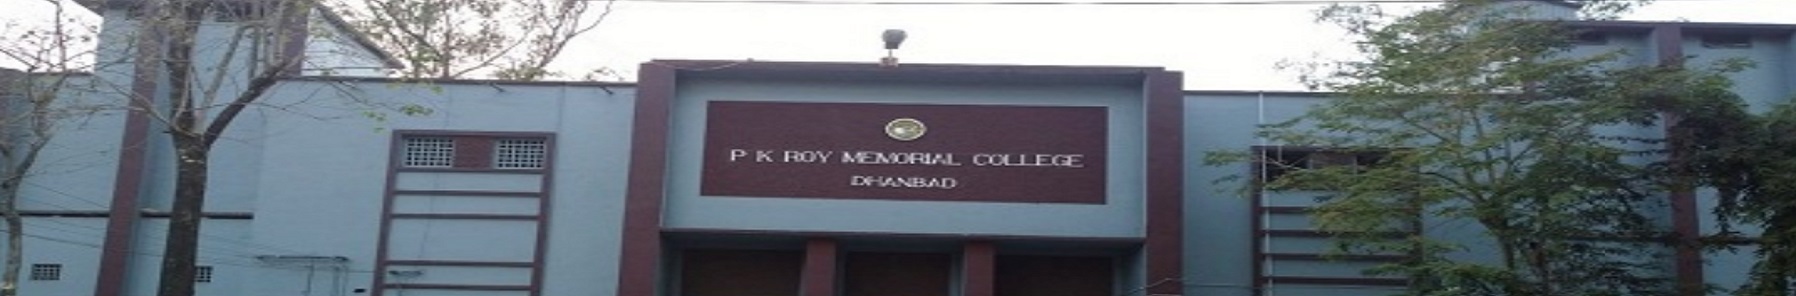 P K ROY MEMORIAL COLLEGE
DHANBAD